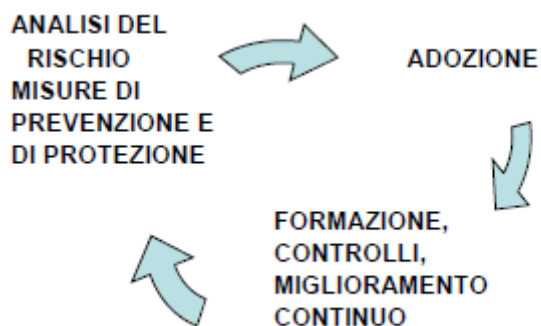 ANALISI DEL
RISCHIO
MISURE DI
PREVENZIONE E
DI PROTEZIONE
ADOZIONE
FORMAZIONE,
CONTROLLI,
MIGLIORAMENTO
CONTINUO